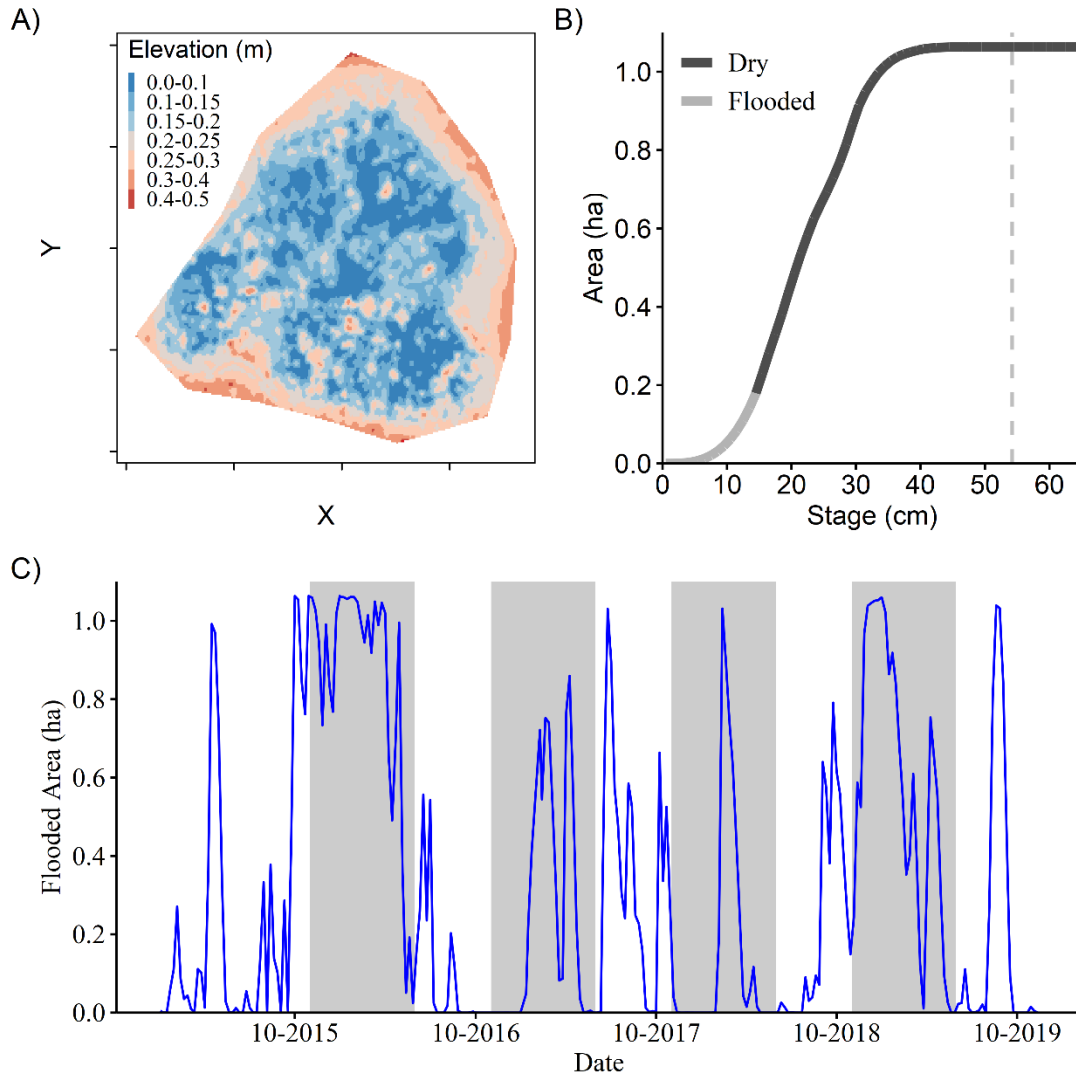 A)
Elevation (m)
0.0-0.1
0.1-0.15
0.15-0.2
0.2-0.25
0.25-0.3
0.3-0.4
0.4-0.5
Y
X
B)
Dry
Flooded
1.0
0.8
0.6
0.4
0.2
0.0
Area (ha)
0 10 20 30 40 50 60
Stage (cm)
C)
1.0
0.8
0.6
0.4
0.2
0.0
Flooded Area (ha)
10-2015 10-2016 10-2017 10-2018 10-2019
Date